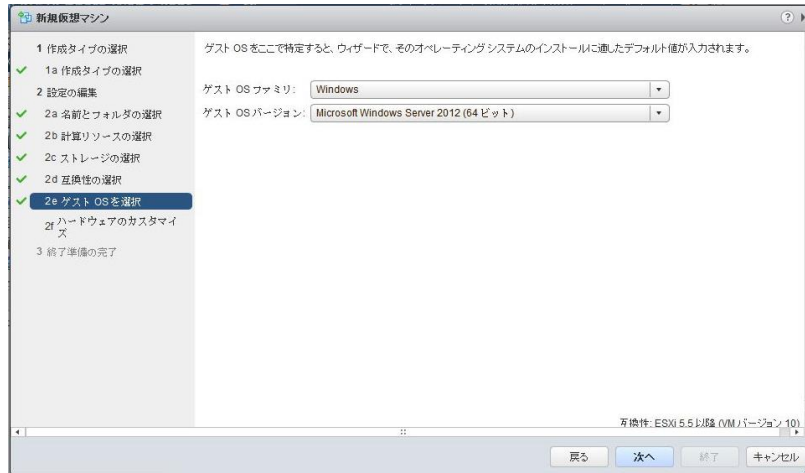 新規仮想マシン
1 作成タイプの選択
1a 作成タイプの選択
2 設定の編集
2a 名前とフォルダの選択
2b 計算リソースの選択
2c ストレージの選択
2d 互換性の選択
2e ゲスト OSを選択
2f ハードウェアのカスタマイ
ズ
3 終了準備の完了
ゲスト OSをここで特定すると、ウィザードで、そのオペレーティング システムのインストールに適したデフォルト値が入力されます。
ゲスト OS ファミリ: Windows
ゲスト OS バージョン: Microsoft Windows Server 2012 (64 ビット)
互換性: ESXi 5.5 以降 (VM バージョン 10)
戻る 次へ 終了 キャンセル